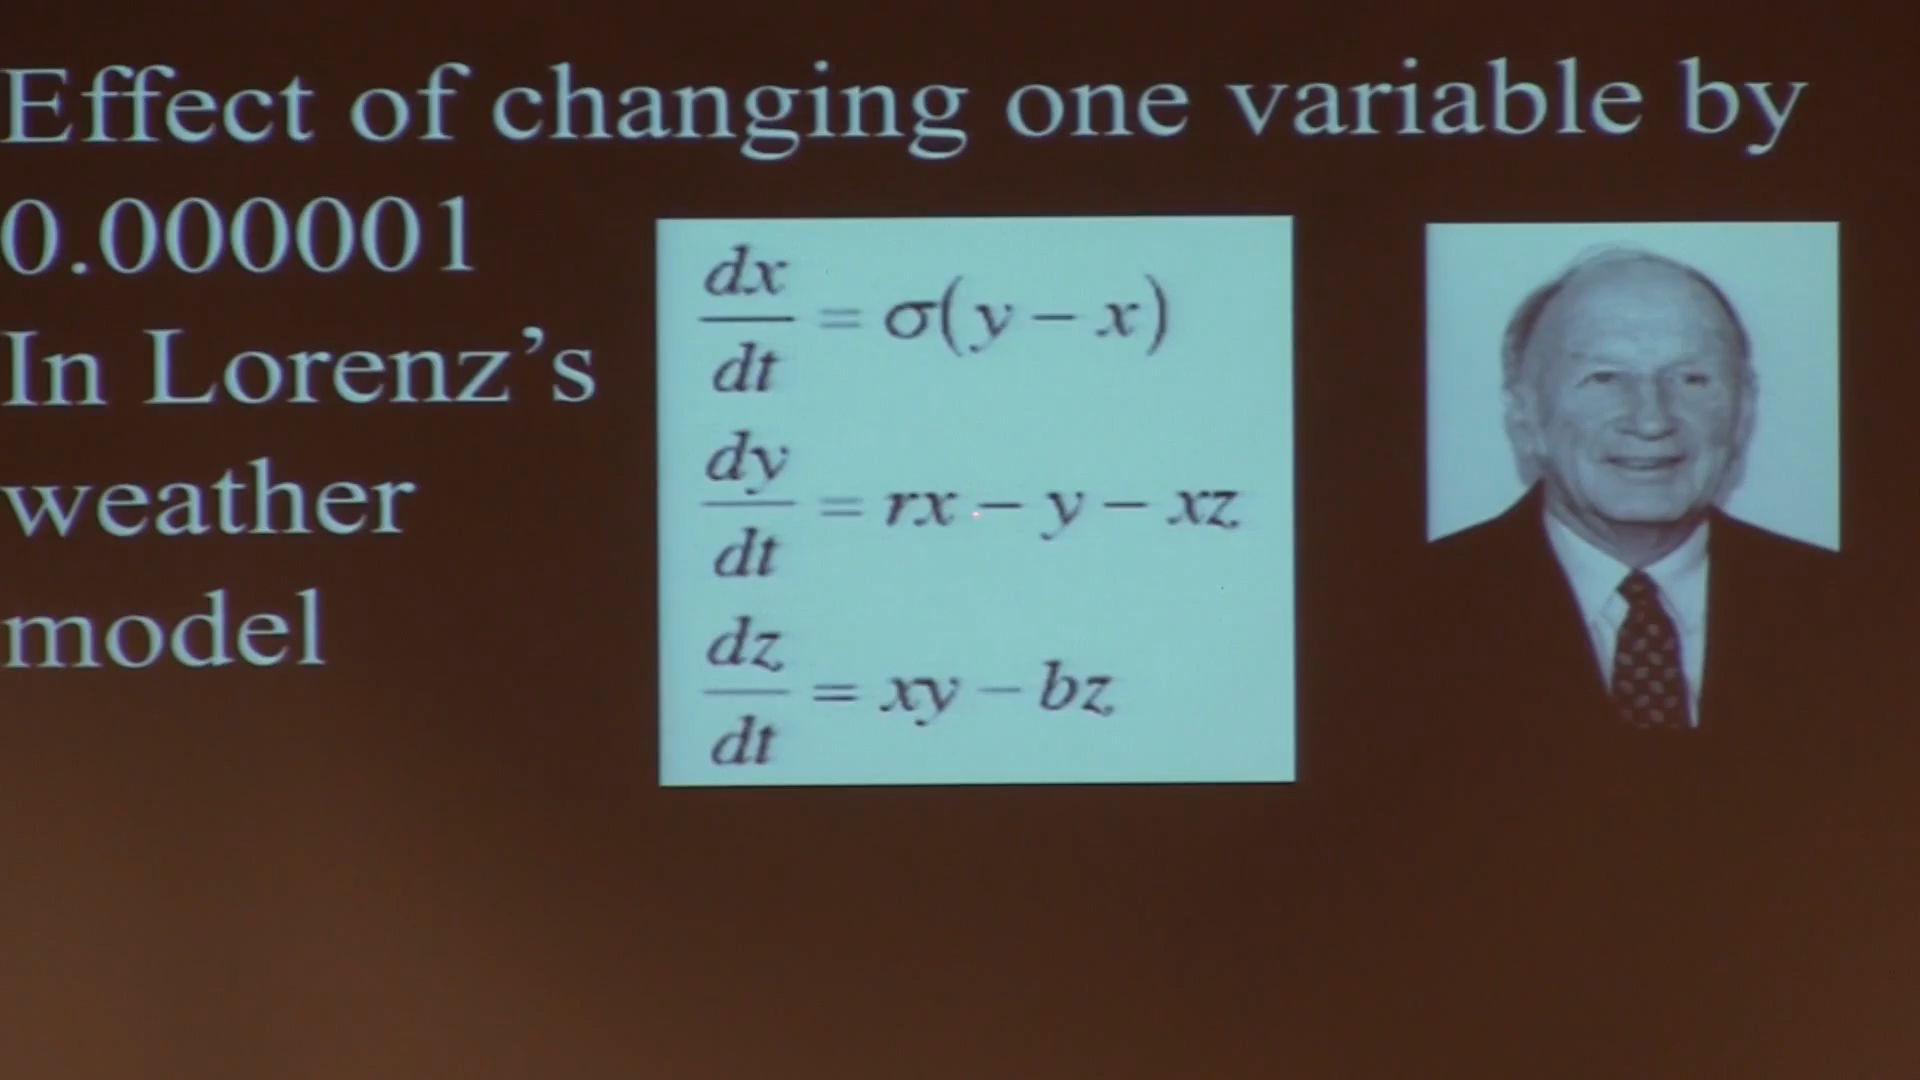 Effect of changing one variable by
0.000001
In Lorenz's
weather
model
dx/dt = σ(y − x)
dy/dt = rx − y − xz
dz/dt = xy − bz